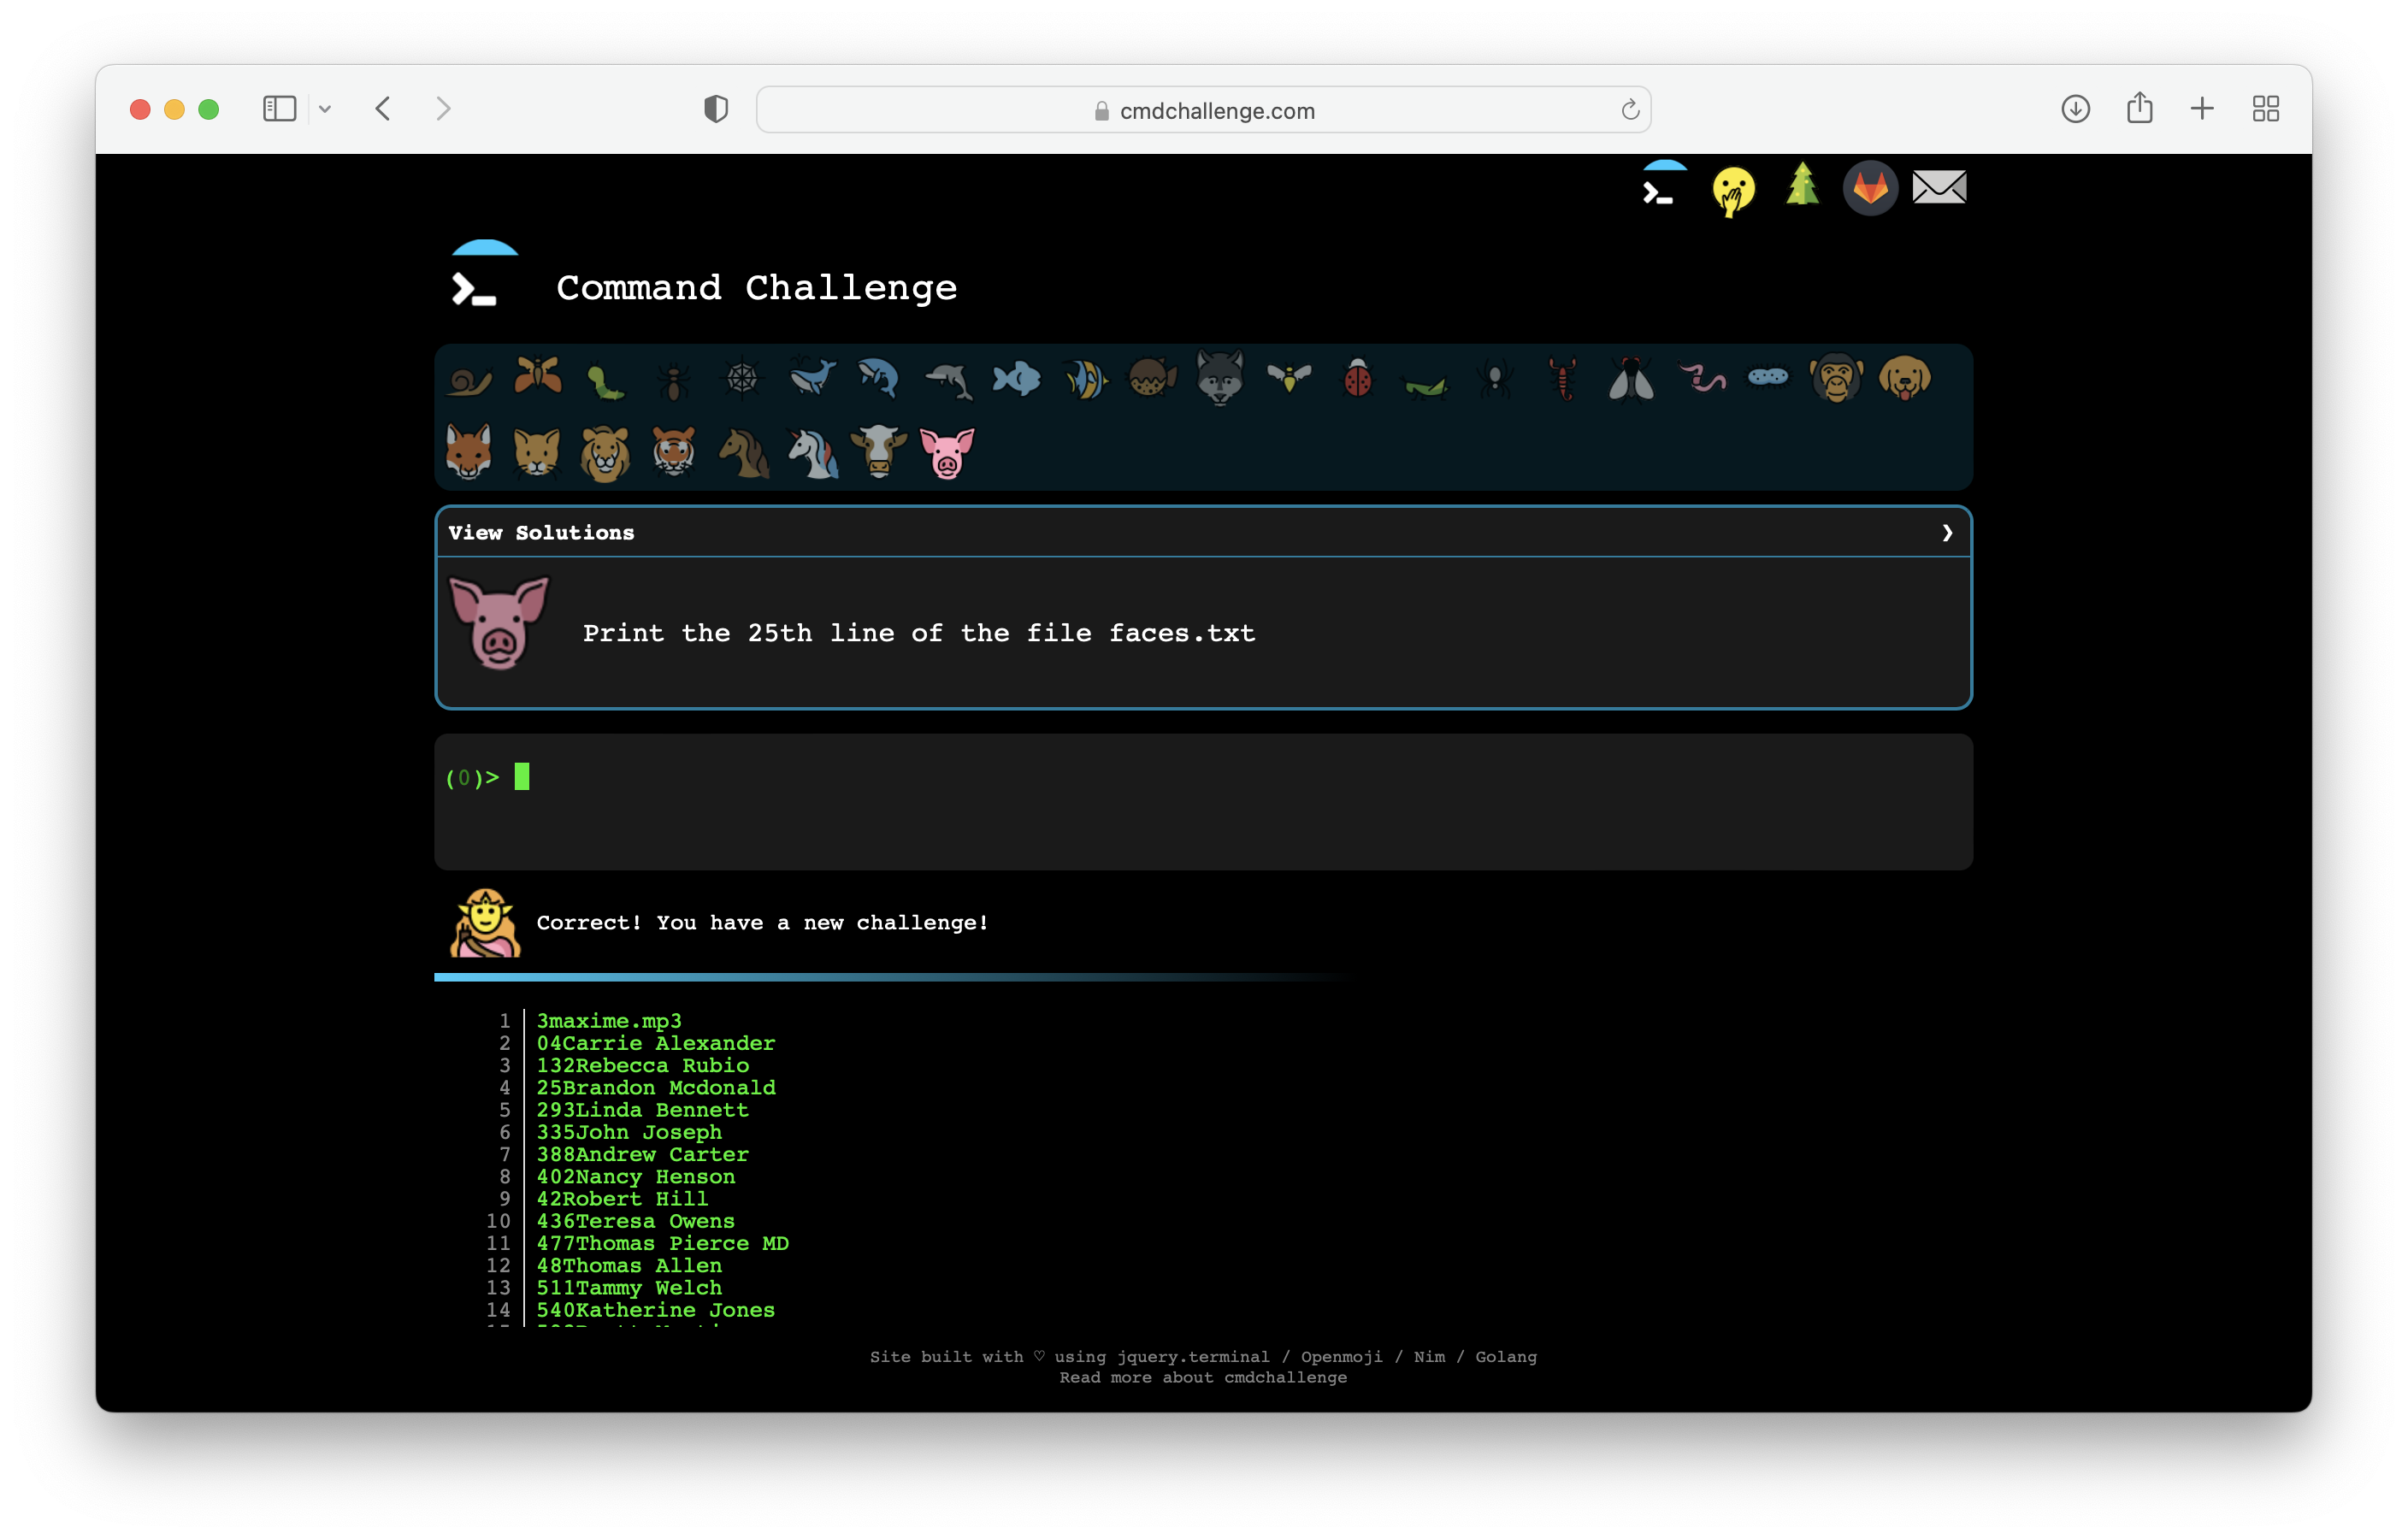 cmdchallenge.com
Command Challenge
View Solutions
Print the 25th line of the file faces.txt
(0)>
Correct! You have a new challenge!
1 3maxime.mp3
2 04Carrie Alexander
3 132Rebecca Rubio
4 25Brandon Mcdonald
5 293Linda Bennett
6 335John Joseph
7 388Andrew Carter
8 402Nancy Henson
9 42Robert Hill
10 436Teresa Owens
11 477Thomas Pierce MD
12 48Thomas Allen
13 511Tammy Welch
14 540Katherine Jones
Site built with ♡ using jquery.terminal / Openmoji / Nim / Golang
Read more about cmdchallenge